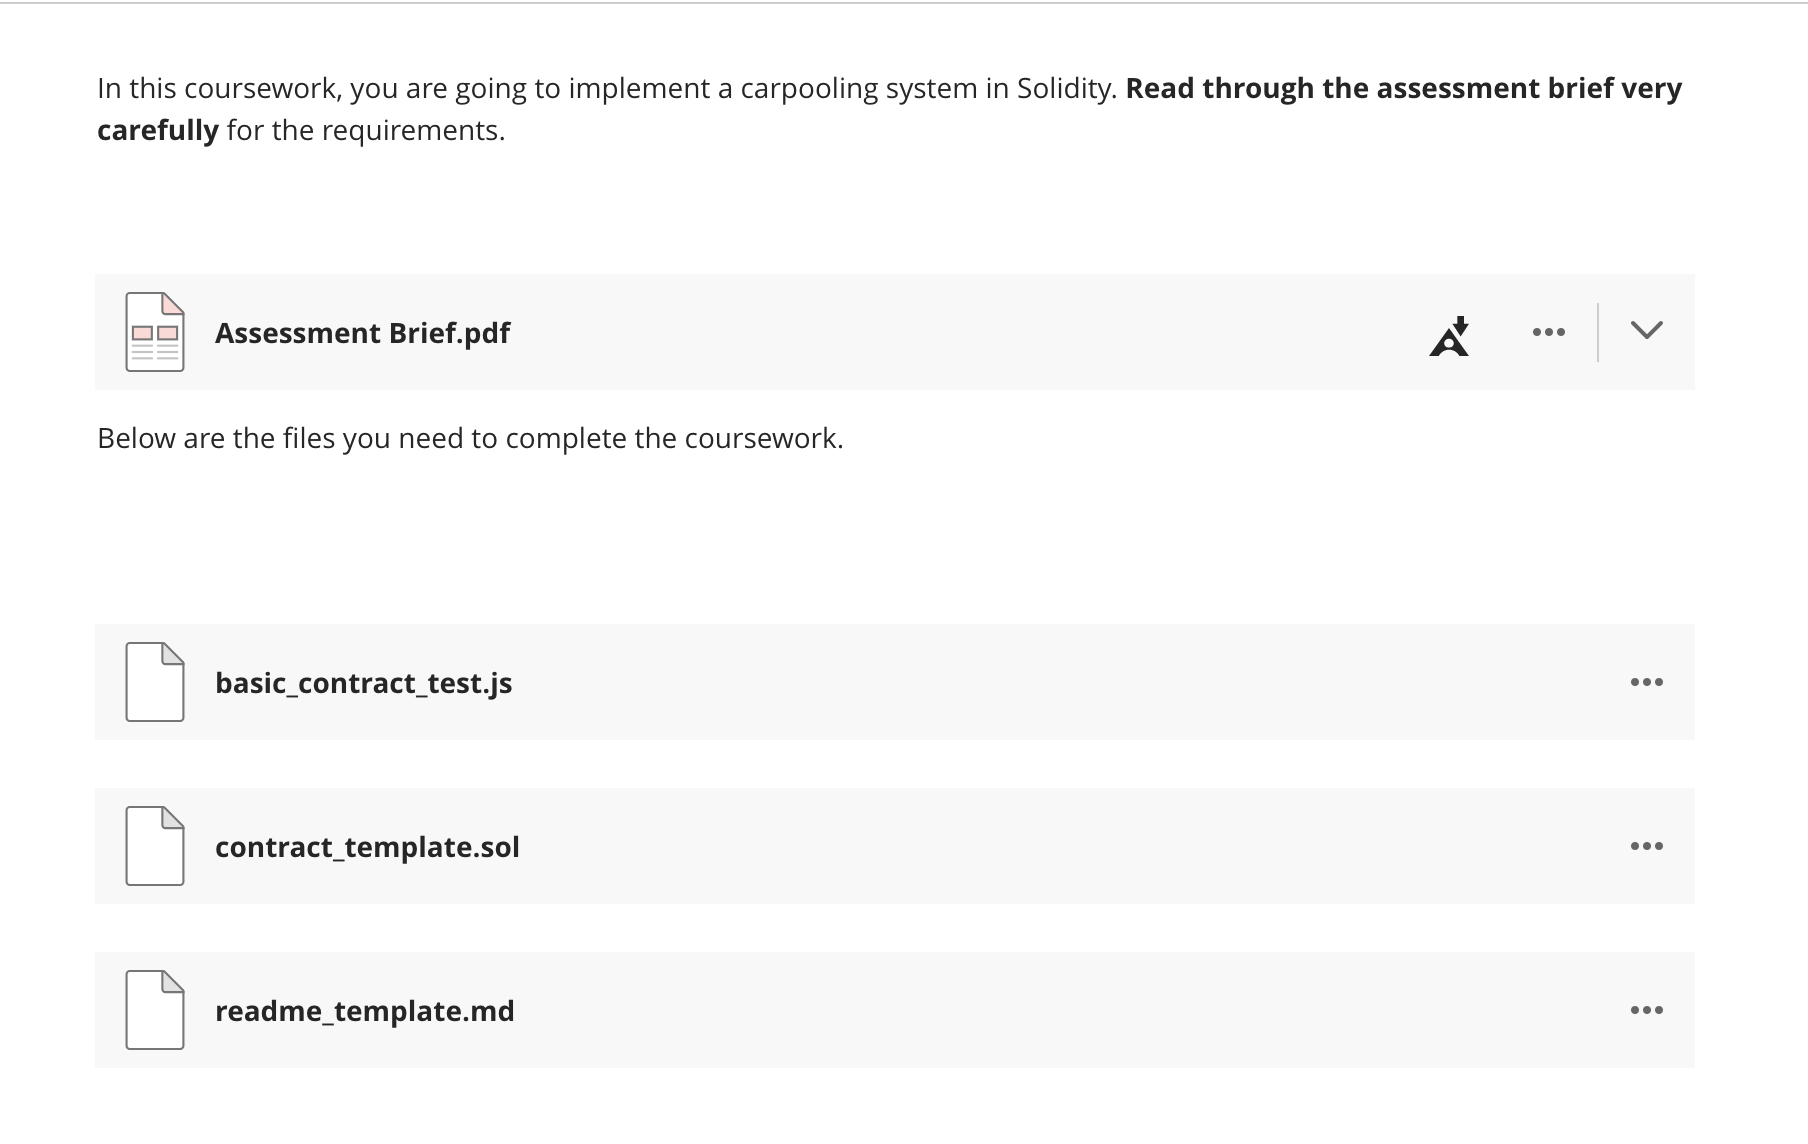 In this coursework, you are going to implement a carpooling system in Solidity. Read through the assessment brief very
carefully for the requirements.
Assessment Brief.pdf
Below are the files you need to complete the coursework.
basic_contract_test.js
contract_template.sol
readme_template.md